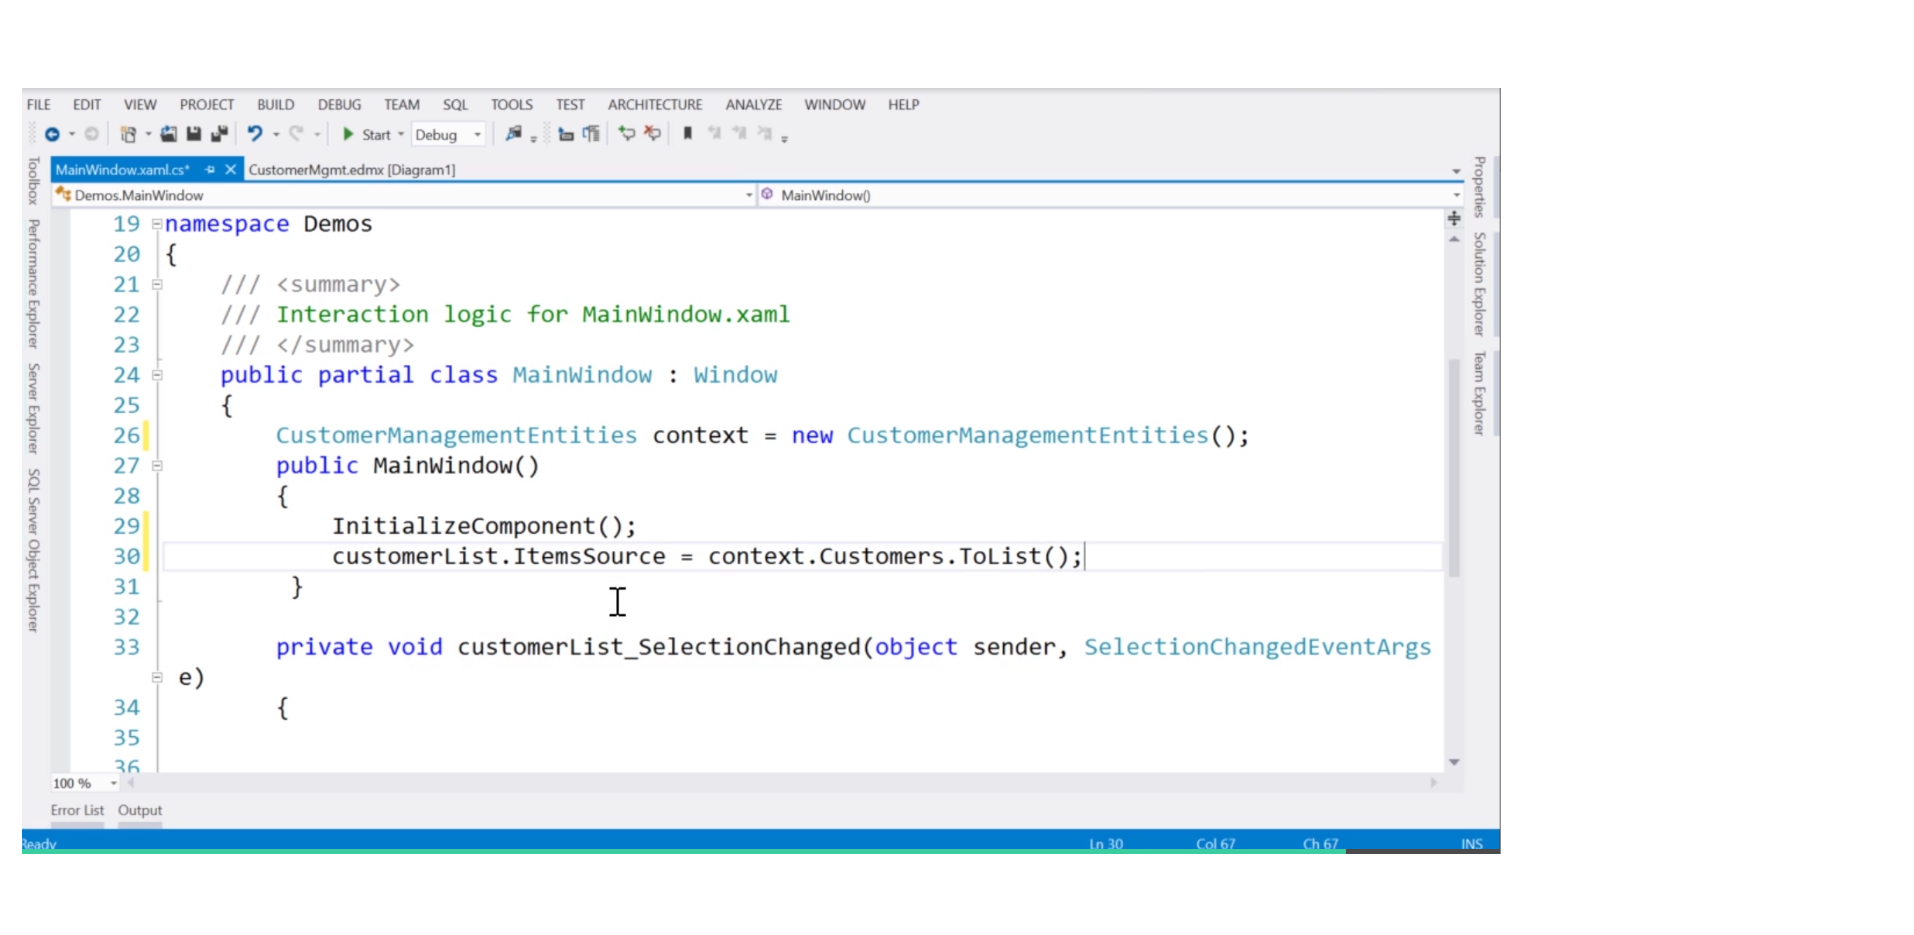 FILE EDIT VIEW PROJECT BUILD DEBUG TEAM SQL TOOLS TEST ARCHITECTURE ANALYZE WINDOW HELP
Start Debug
MainWindow.xaml.cs* CustomerMgmt.edmx [Diagram1]
Demos.MainWindow MainWindow()
Toolbox
Performance Explorer
Server Explorer
SQL Server Object Explorer
19 namespace Demos
20 {
21 /// <summary>
22 /// Interaction logic for MainWindow.xaml
23 /// </summary>
24 public partial class MainWindow : Window
25 {
26 CustomerManagementEntities context = new CustomerManagementEntities();
27 public MainWindow()
28 {
29 InitializeComponent();
30 customerList.ItemsSource = context.Customers.ToList();
31 }
32
33 private void customerList_SelectionChanged(object sender, SelectionChangedEventArgs
e)
34 {
35
36
Properties
Solution Explorer
Team Explorer
100 %
Error List Output
Ready Ln 30 Col 67 Ch 67 INS